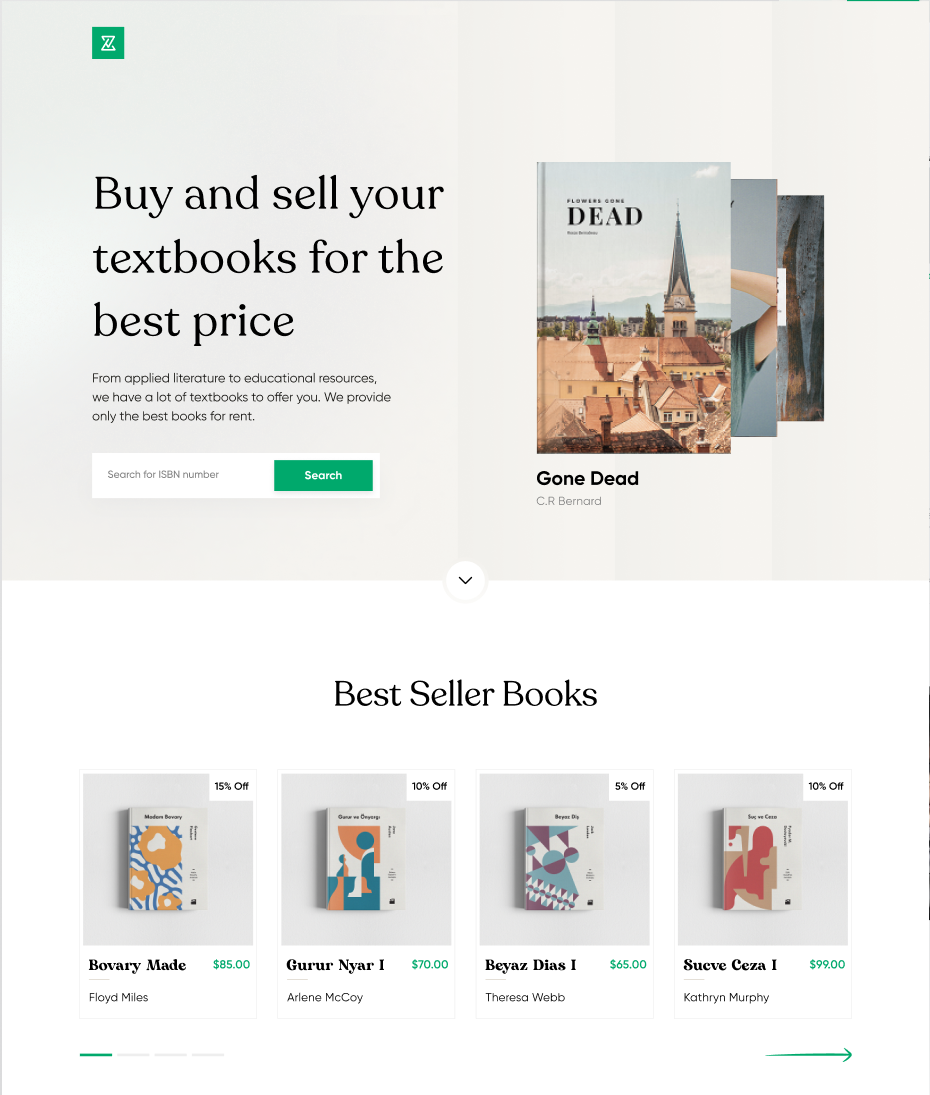 Buy and sell your
textbooks for the
best price
From applied literature to educational resources,
we have a lot of textbooks to offer you. We provide
only the best books for rent.
Search for ISBN number
Search
FLOWERS GONE
DEAD
Gone Dead
C.R Bernard
Best Seller Books
15% Off
Madam Bovary
Bovary Made
$85.00
Floyd Miles
10% Off
Gurur ve Önyargı
Gurur Nyar I
$70.00
Arlene McCoy
5% Off
Beyaz Diş
Beyaz Dias I
$65.00
Theresa Webb
10% Off
Suç ve Ceza
Sucve Ceza I
$99.00
Kathryn Murphy